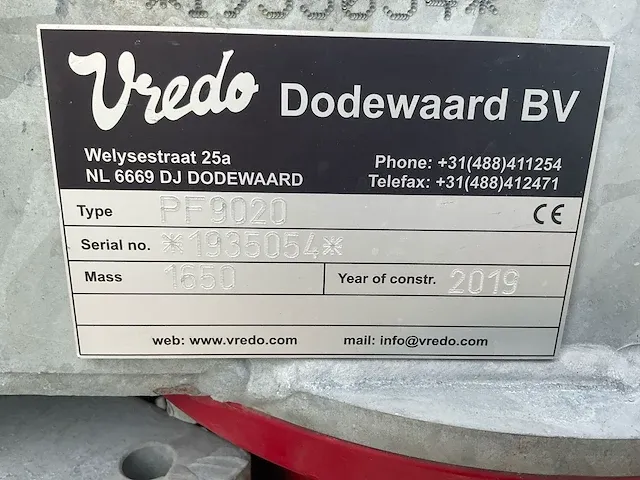 *1935054*
Vredo Dodewaard BV
Welysestraat 25a
NL 6669 DJ DODEWAARD
Phone: +31(488)411254
Telefax: +31(488)412471
Type PF9020 CE
Serial no. *1935054*
Mass 1650 Year of constr. 2019
web: www.vredo.com mail: info@vredo.com